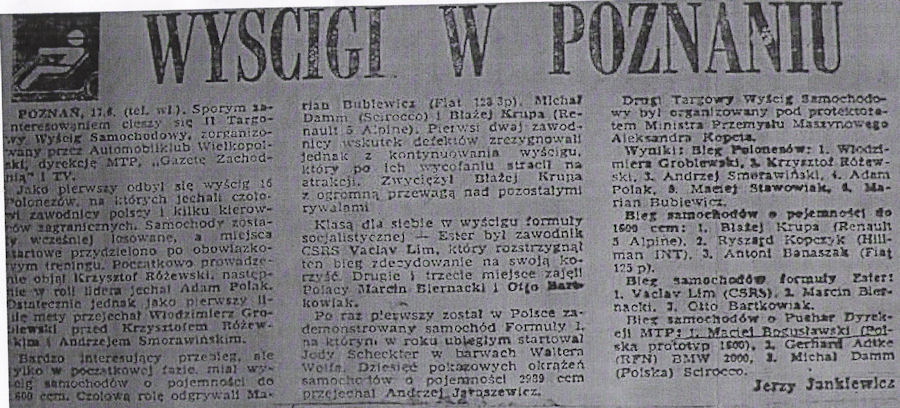 WYSCIGI W POZNANIU
POZNAŃ, 17.6. (tel. wł.). Sporym za-
interesowaniem cieszy się II Targo-
wy Wyścig Samochodowy, zorganizo-
wany przez Automobilklub Wielkopol-
ski, dyrekcję MTP, „Gazetę Zachod-
nią" i TV.
Jako pierwszy odbył się wyścig 16
Polonezów, na których jechali czoło-
wi zawodnicy polscy i kilku kierow-
ców zagranicznych. Samochody zosta-
ły wcześniej losowane, a miejsca
startowe przydzielono po obowiązko-
wym treningu. Początkowo prowadze-
nie objął Krzysztof Różewski, następ-
nie w roli lidera jechał Adam Polak.
Ostatecznie jednak jako pierwszy li-
nię mety przejechał Włodzimierz Gro-
blewski przed Krzysztofem Różew-
skim i Andrzejem Smorawińskim.
Bardzo interesujący przebieg, nie
tylko w początkowej fazie, miał wy-
ścig samochodów o pojemności do
1600 ccm. Czołową rolę odgrywali Ma-
rian Bublewicz (Fiat 128 3p), Michał
Damm (Scirocco) i Błażej Krupa (Re-
nault 5 Alpine). Pierwsi dwaj zawod-
nicy wskutek defektów zrezygnowali
jednak z kontynuowania wyścigu,
który po ich wycofaniu stracił na
atrakcji. Zwyciężył Błażej Krupa
z ogromną przewagą nad pozostałymi
rywalami.
Klasą dla siebie w wyścigu formuły
socjalistycznej — Ester był zawodnik
CSRS Vaclav Lim, który rozstrzygnął
ten bieg zdecydowanie na swoją ko-
rzyść. Drugie i trzecie miejsce zajęli
Polacy Marcin Biernacki i Otto Bart-
kowiak.
Po raz pierwszy został w Polsce za-
demonstrowany samochód Formuły 1,
na którym w roku ubiegłym startował
Jody Scheckter w barwach Waltera
Wolfa. Dziesięć pokazowych okrążeń
samochodem o pojemności 2989 ccm
przejechał Andrzej Jaroszewicz.
Drugi Targowy Wyścig Samochodo-
wy był organizowany pod protektoratem
Ministra Przemysłu Maszynowego
Aleksandra Kopcia.
Wyniki: Bieg Polonezów: 1. Włodzi-
mierz Groblewski, 2. Krzysztof Różew-
ski, 3. Andrzej Smorawiński, 4. Adam
Polak, 5. Maciej Stawowiak, 6. Ma-
rian Bublewicz.
Bieg samochodów o pojemności do
1600 ccm: 1. Błażej Krupa (Renault
5 Alpine), 2. Ryszard Kopczyk (Hill-
man INT), 3. Antoni Banaszak (Fiat
125 p).
Bieg samochodów formuły Ester:
1. Vaclav Lim (CSRS), 2. Marcin Bier-
nacki, 3. Otto Bartkowiak.
Bieg samochodów o Puchar Dyrek-
cji MTP: 1. Maciej Bogusławski (Pol-
ska prototyp 1600), 2. Gerhard Adtke
(RFN) BMW 2000, 3. Michał Damm
(Polska) Scirocco.
Jerzy Jankiewicz